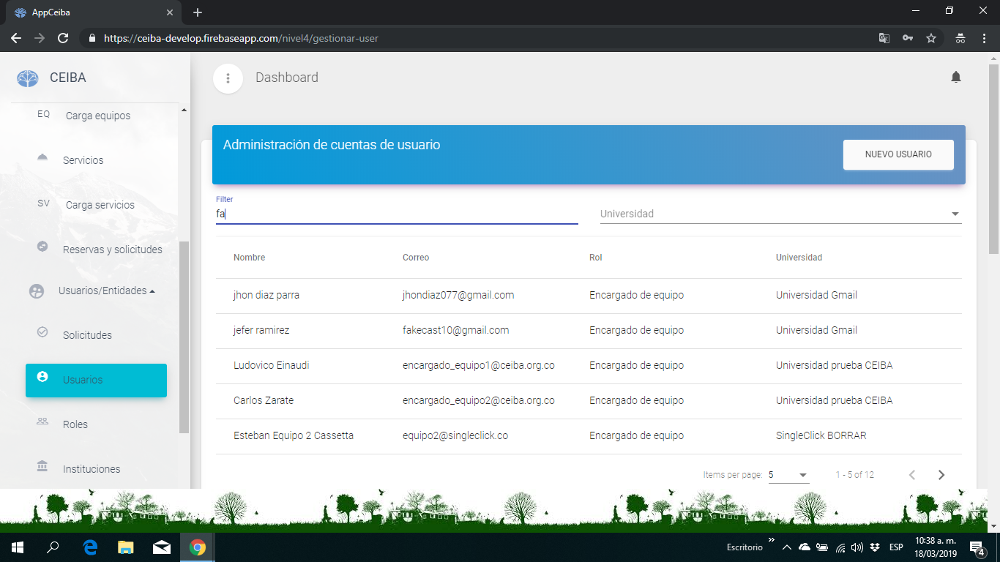 AppCeiba
https://ceiba-develop.firebaseapp.com/nivel4/gestionar-user
CEIBA
Dashboard
EQ Carga equipos
Servicios
SV Carga servicios
Reservas y solicitudes
Usuarios/Entidades
Solicitudes
Usuarios
Roles
Instituciones
Administración de cuentas de usuario
NUEVO USUARIO
Filter
fa
Universidad
Nombre Correo Rol Universidad
jhon diaz parra jhondiaz077@gmail.com Encargado de equipo Universidad Gmail
jefer ramirez fakecast10@gmail.com Encargado de equipo Universidad Gmail
Ludovico Einaudi encargado_equipo1@ceiba.org.co Encargado de equipo Universidad prueba CEIBA
Carlos Zarate encargado_equipo2@ceiba.org.co Encargado de equipo Universidad prueba CEIBA
Esteban Equipo 2 Cassetta equipo2@singleclick.co Encargado de equipo SingleClick BORRAR
Items per page: 5 1 - 5 of 12
Escritorio
ESP
10:38 a. m.
18/03/2019
4